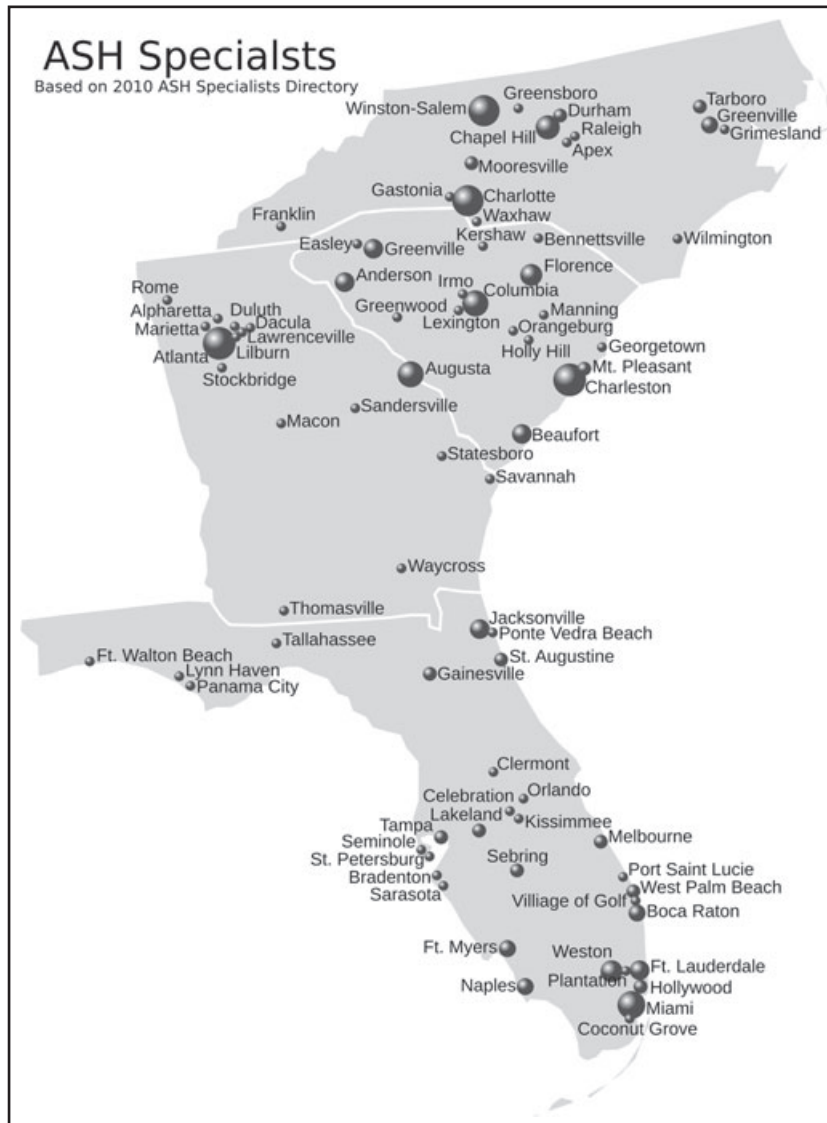 ASH Specialsts
Based on 2010 ASH Specialists Directory
Greensboro
Winston-Salem
Durham
Tarboro
Greenville
Chapel Hill
Raleigh
Grimesland
Apex
Mooresville
Gastonia
Charlotte
Franklin
Waxhaw
Kershaw
Bennettsville
Wilmington
Easley
Greenville
Florence
Anderson
Irmo
Rome
Columbia
Greenwood
Alpharetta
Duluth
Manning
Lexington
Marietta
Dacula
Orangeburg
Lawrenceville
Holly Hill
Georgetown
Atlanta
Lilburn
Mt. Pleasant
Augusta
Stockbridge
Charleston
Sandersville
Macon
Beaufort
Statesboro
Savannah
Waycross
Thomasville
Jacksonville
Ponte Vedra Beach
Tallahassee
Ft. Walton Beach
St. Augustine
Lynn Haven
Gainesville
Panama City
Clermont
Orlando
Celebration
Lakeland
Kissimmee
Tampa
Melbourne
Seminole
St. Petersburg
Sebring
Port Saint Lucie
Bradenton
West Palm Beach
Sarasota
Villiage of Golf
Boca Raton
Ft. Myers
Weston
Ft. Lauderdale
Plantation
Naples
Hollywood
Miami
Coconut Grove